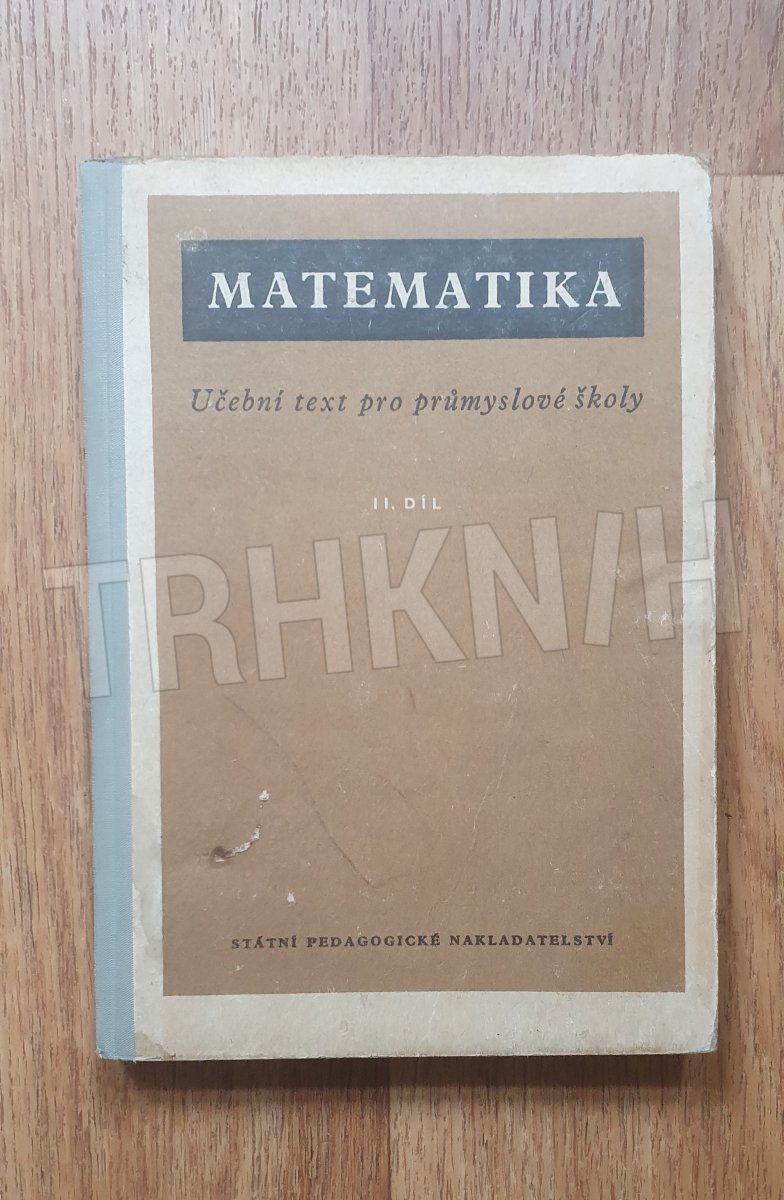 MATEMATIKA
Učební text pro průmyslové školy
II. DÍL
TRHKNIH
STÁTNÍ PEDAGOGICKÉ NAKLADATELSTVÍ